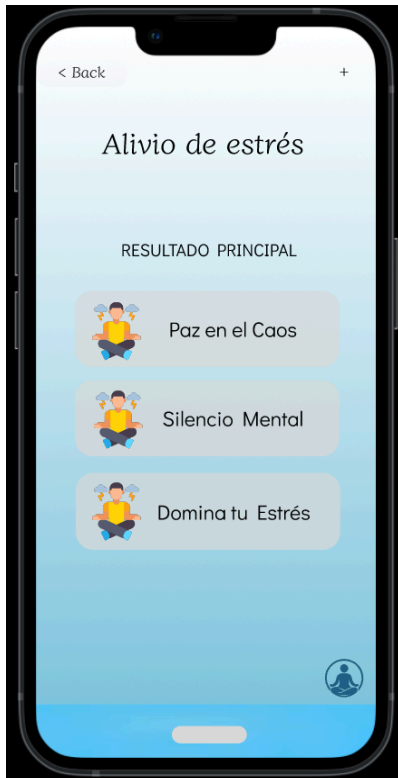 < Back
+
Alivio de estrés
RESULTADO PRINCIPAL
Paz en el Caos
Silencio Mental
Domina tu Estrés